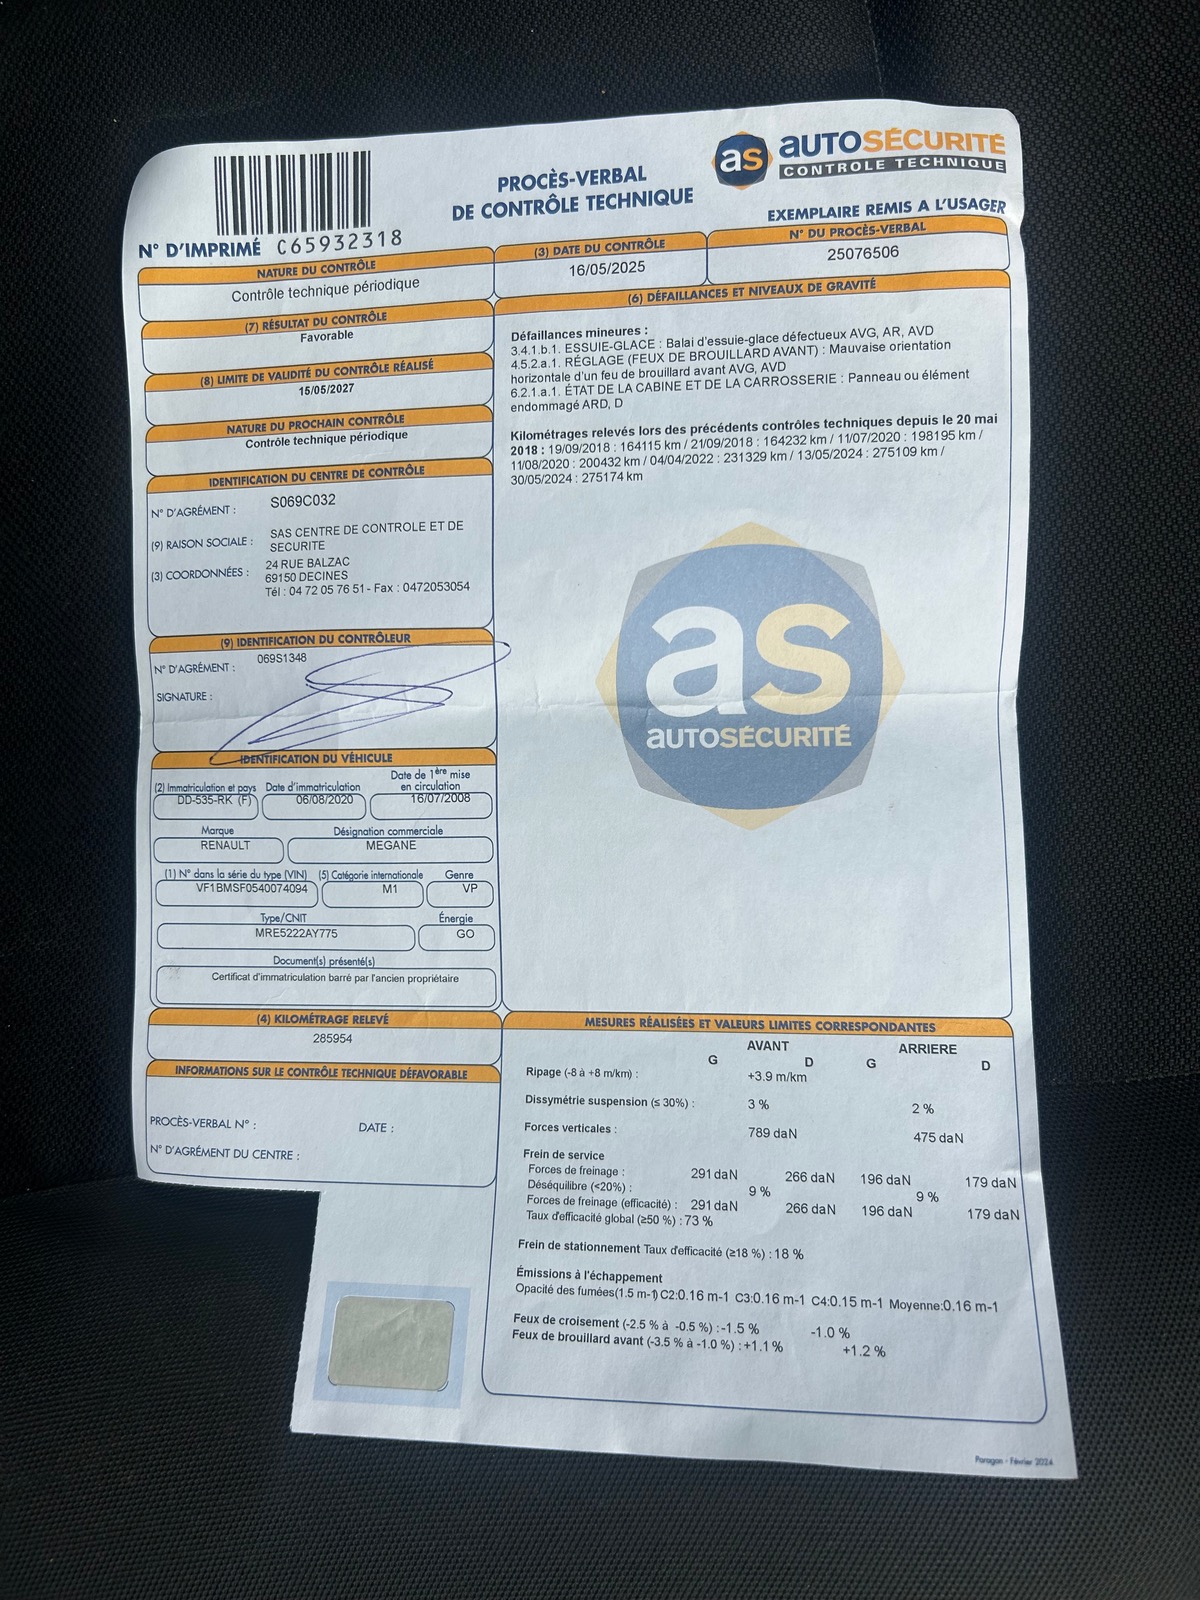 as AUTOSÉCURITÉ
CONTROLE TECHNIQUE
PROCÈS-VERBAL
DE CONTRÔLE TECHNIQUE
EXEMPLAIRE REMIS A L'USAGER
N° D'IMPRIMÉ C65932318
NATURE DU CONTRÔLE
Contrôle technique périodique
(3) DATE DU CONTRÔLE
16/05/2025
N° DU PROCÈS-VERBAL
25076506
(7) RÉSULTAT DU CONTRÔLE
Favorable
(8) LIMITE DE VALIDITÉ DU CONTRÔLE RÉALISÉ
15/05/2027
NATURE DU PROCHAIN CONTRÔLE
Contrôle technique périodique
IDENTIFICATION DU CENTRE DE CONTRÔLE
N° D'AGRÉMENT : S069C032
(9) RAISON SOCIALE : SAS CENTRE DE CONTROLE ET DE
SECURITE
(3) COORDONNÉES : 24 RUE BALZAC
69150 DECINES
Tél : 04 72 05 76 51 - Fax : 0472053054
(9) IDENTIFICATION DU CONTRÔLEUR
N° D'AGRÉMENT : 069S1348
SIGNATURE :
IDENTIFICATION DU VÉHICULE
(2) Immatriculation et pays Date d'immatriculation Date de 1ère mise
en circulation
DD-535-RK (F) 06/08/2020 16/07/2008
Marque Désignation commerciale
RENAULT MEGANE
(1) N° dans la série du type (VIN) (5) Catégorie internationale Genre
VF1BMSF0540074094 M1 VP
Type/CNIT Énergie
MRE5222AY775 GO
Document(s) présenté(s)
Certificat d'immatriculation barré par l'ancien propriétaire
(4) KILOMÉTRAGE RELEVÉ
285954
INFORMATIONS SUR LE CONTRÔLE TECHNIQUE DÉFAVORABLE
PROCÈS-VERBAL N° : DATE :
N° D'AGRÉMENT DU CENTRE :
(6) DÉFAILLANCES ET NIVEAUX DE GRAVITÉ
Défaillances mineures :
3.4.1.b.1. ESSUIE-GLACE : Balai d'essuie-glace défectueux AVG, AR, AVD
4.5.2.a.1. RÉGLAGE (FEUX DE BROUILLARD AVANT) : Mauvaise orientation
horizontale d'un feu de brouillard avant AVG, AVD
6.2.1.a.1. ÉTAT DE LA CABINE ET DE LA CARROSSERIE : Panneau ou élément
endommagé ARD, D
Kilométrages relevés lors des précédents contrôles techniques depuis le 20 mai
2018 : 19/09/2018 : 164115 km / 21/09/2018 : 164232 km / 11/07/2020 : 198195 km /
11/08/2020 : 200432 km / 04/04/2022 : 231329 km / 13/05/2024 : 275109 km /
30/05/2024 : 275174 km
as
AUTOSÉCURITÉ
MESURES RÉALISÉES ET VALEURS LIMITES CORRESPONDANTES
AVANT ARRIERE
G D G D
Ripage (-8 à +8 m/km) : +3.9 m/km
Dissymétrie suspension (≤ 30%) : 3 % 2 %
Forces verticales : 789 daN 475 daN
Frein de service
Forces de freinage : 291 daN 266 daN 196 daN 179 daN
Déséquilibre (<20%) : 9 % 9 %
Forces de freinage (efficacité) : 291 daN 266 daN 196 daN 179 daN
Taux d'efficacité global (≥50 %) : 73 %
Frein de stationnement Taux d'efficacité (≥18 %) : 18 %
Émissions à l'échappement
Opacité des fumées(1.5 m-1) C2:0.16 m-1 C3:0.16 m-1 C4:0.15 m-1 Moyenne:0.16 m-1
Feux de croisement (-2.5 % à -0.5 %) : -1.5 % -1.0 %
Feux de brouillard avant (-3.5 % à -1.0 %) : +1.1 % +1.2 %
Paragon - Février 2024